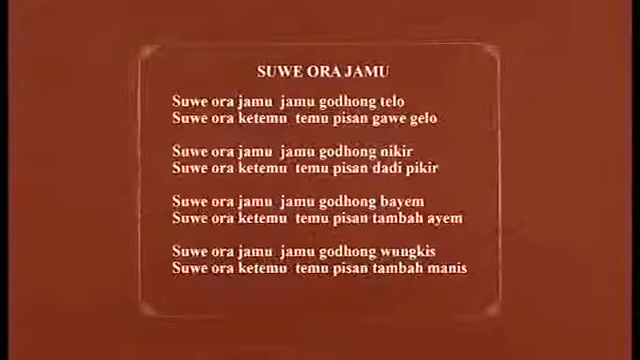 SUWE ORA JAMU
Suwe ora jamu jamu godhong telo
Suwe ora ketemu temu pisan gawe gelo
Suwe ora jamu jamu godhong nikir
Suwe ora ketemu temu pisan dadi pikir
Suwe ora jamu jamu godhong bayem
Suwe ora ketemu temu pisan tambah ayem
Suwe ora jamu jamu godhong wungkis
Suwe ora ketemu temu pisan tambah manis